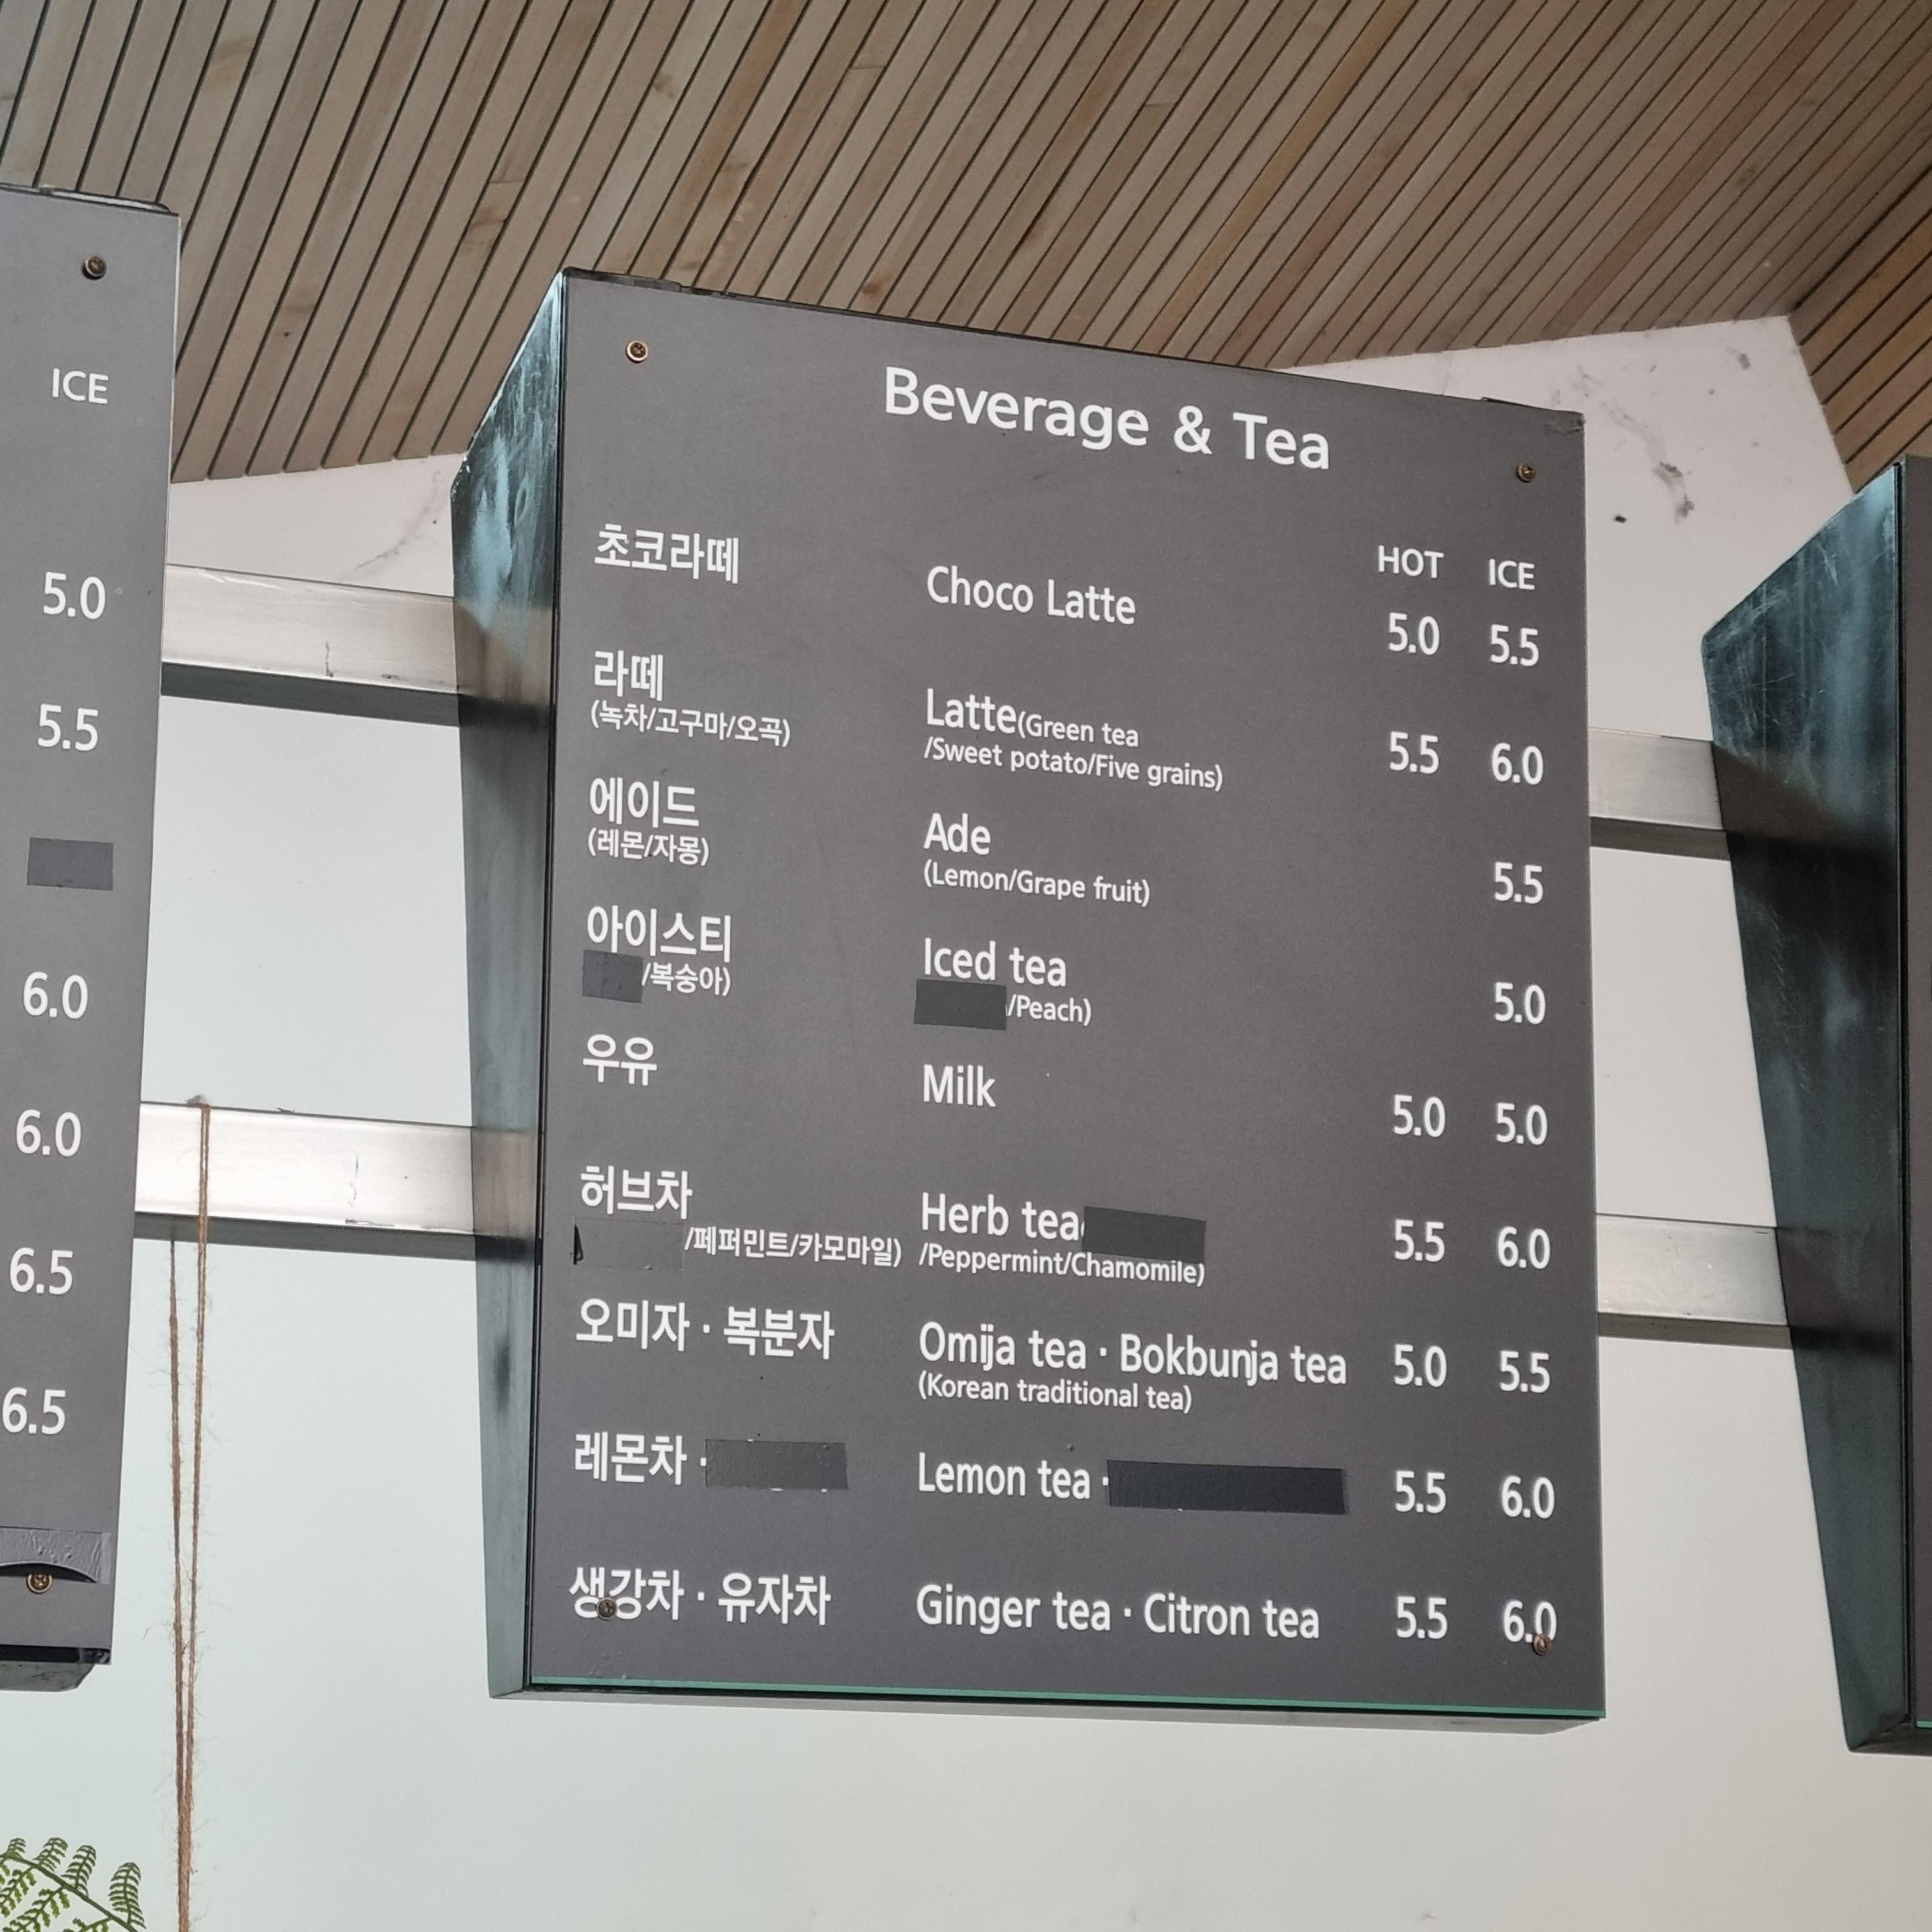 ICE
5.0
5.5
6.0
6.0
6.5
6.5
Beverage & Tea
HOT ICE
초코라떼 Choco Latte 5.0 5.5
라떼 Latte(Green tea 5.5 6.0
(녹차/고구마/오곡) /Sweet potato/Five grains)
에이드 Ade 5.5
(레몬/자몽) (Lemon/Grape fruit)
아이스티 Iced tea 5.0
/복숭아) /Peach)
우유 Milk 5.0 5.0
허브차 Herb tea 5.5 6.0
/페퍼민트/카모마일) /Peppermint/Chamomile)
오미자 · 복분자 Omija tea · Bokbunja tea 5.0 5.5
(Korean traditional tea)
레몬차 · Lemon tea · 5.5 6.0
생강차 · 유자차 Ginger tea · Citron tea 5.5 6.0